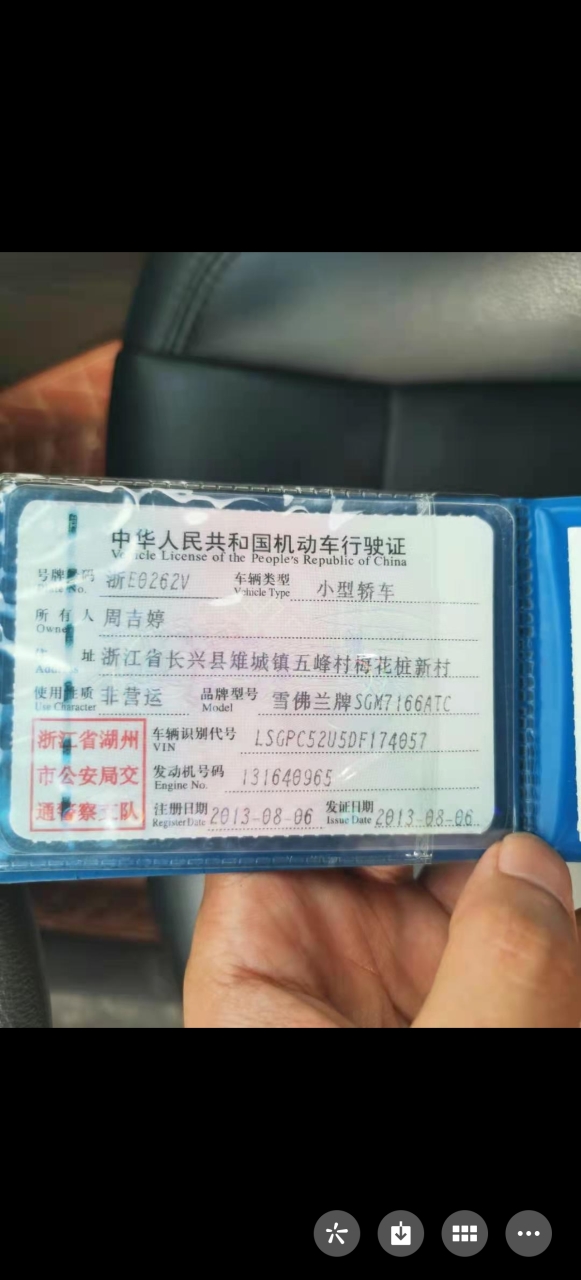 中华人民共和国机动车行驶证
Vehicle License of the People's Republic of China
号牌号码 浙E0262V 车辆类型 小型轿车
Plate No. Vehicle Type
所有人 周吉婷
Owner
住址 浙江省长兴县雉城镇五峰村梅花桩新村
Address
使用性质 非营运 品牌型号 雪佛兰牌SGM7166ATC
Use Character Model
浙江省湖州
市公安局交
通警察支队
车辆识别代号 LSGPC52U5DF174057
VIN
发动机号码 131640965
Engine No.
注册日期 2013-08-06 发证日期 2013-08-06
Register Date Issue Date